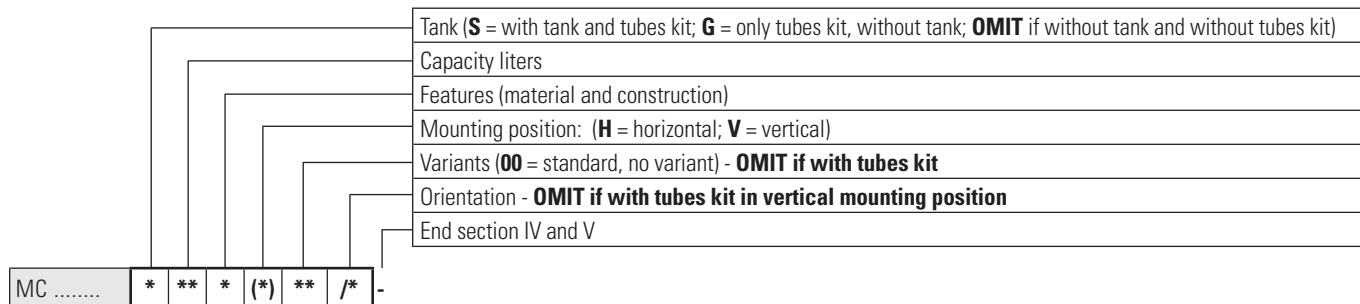 Tank (S = with tank and tubes kit; G = only tubes kit, without tank; OMIT if without tank and without tubes kit)
Capacity liters
Features (material and construction)
Mounting position: (H = horizontal; V = vertical)
Variants (00 = standard, no variant) - OMIT if with tubes kit
Orientation - OMIT if with tubes kit in vertical mounting position
End section IV and V
MC ........ * ** * (*) ** /* -